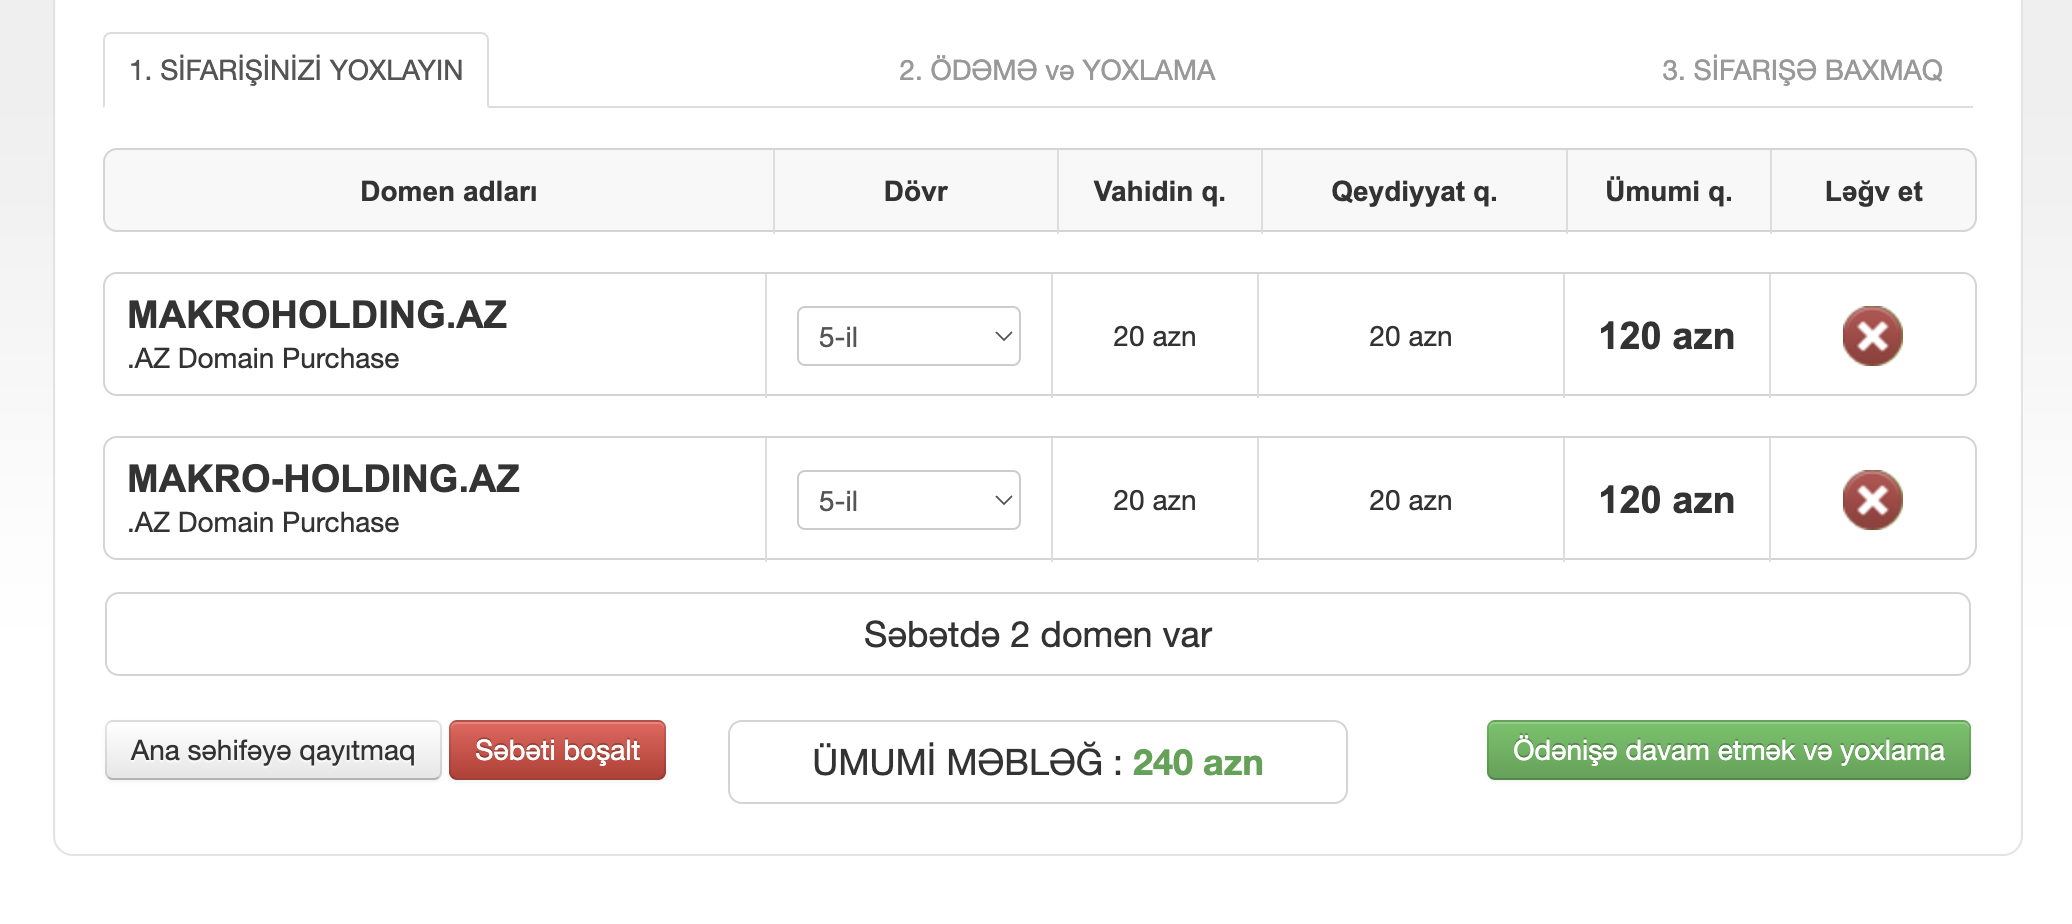 1. SİFARİŞİNİZİ YOXLAYIN
2. ÖDƏMƏ və YOXLAMA
3. SİFARIŞƏ BAXMAQ
Domen adları
Dövr
Vahidin q.
Qeydiyyat q.
Ümumi q.
Ləğv et
MAKROHOLDING.AZ
.AZ Domain Purchase
5-il
20 azn
20 azn
120 azn
MAKRO-HOLDING.AZ
.AZ Domain Purchase
5-il
20 azn
20 azn
120 azn
Səbətdə 2 domen var
Ana səhifəyə qayıtmaq
Səbəti boşalt
ÜMUMİ MƏBLƏĞ : 240 azn
Ödənişə davam etmək və yoxlama